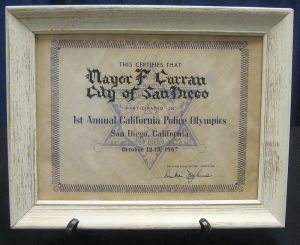 THIS CERTIFIES THAT
Mayor F Curran
City of San Diego
PARTICIPATED IN
1st Annual California Police Olympics
San Diego, California
October 12-15, 1967